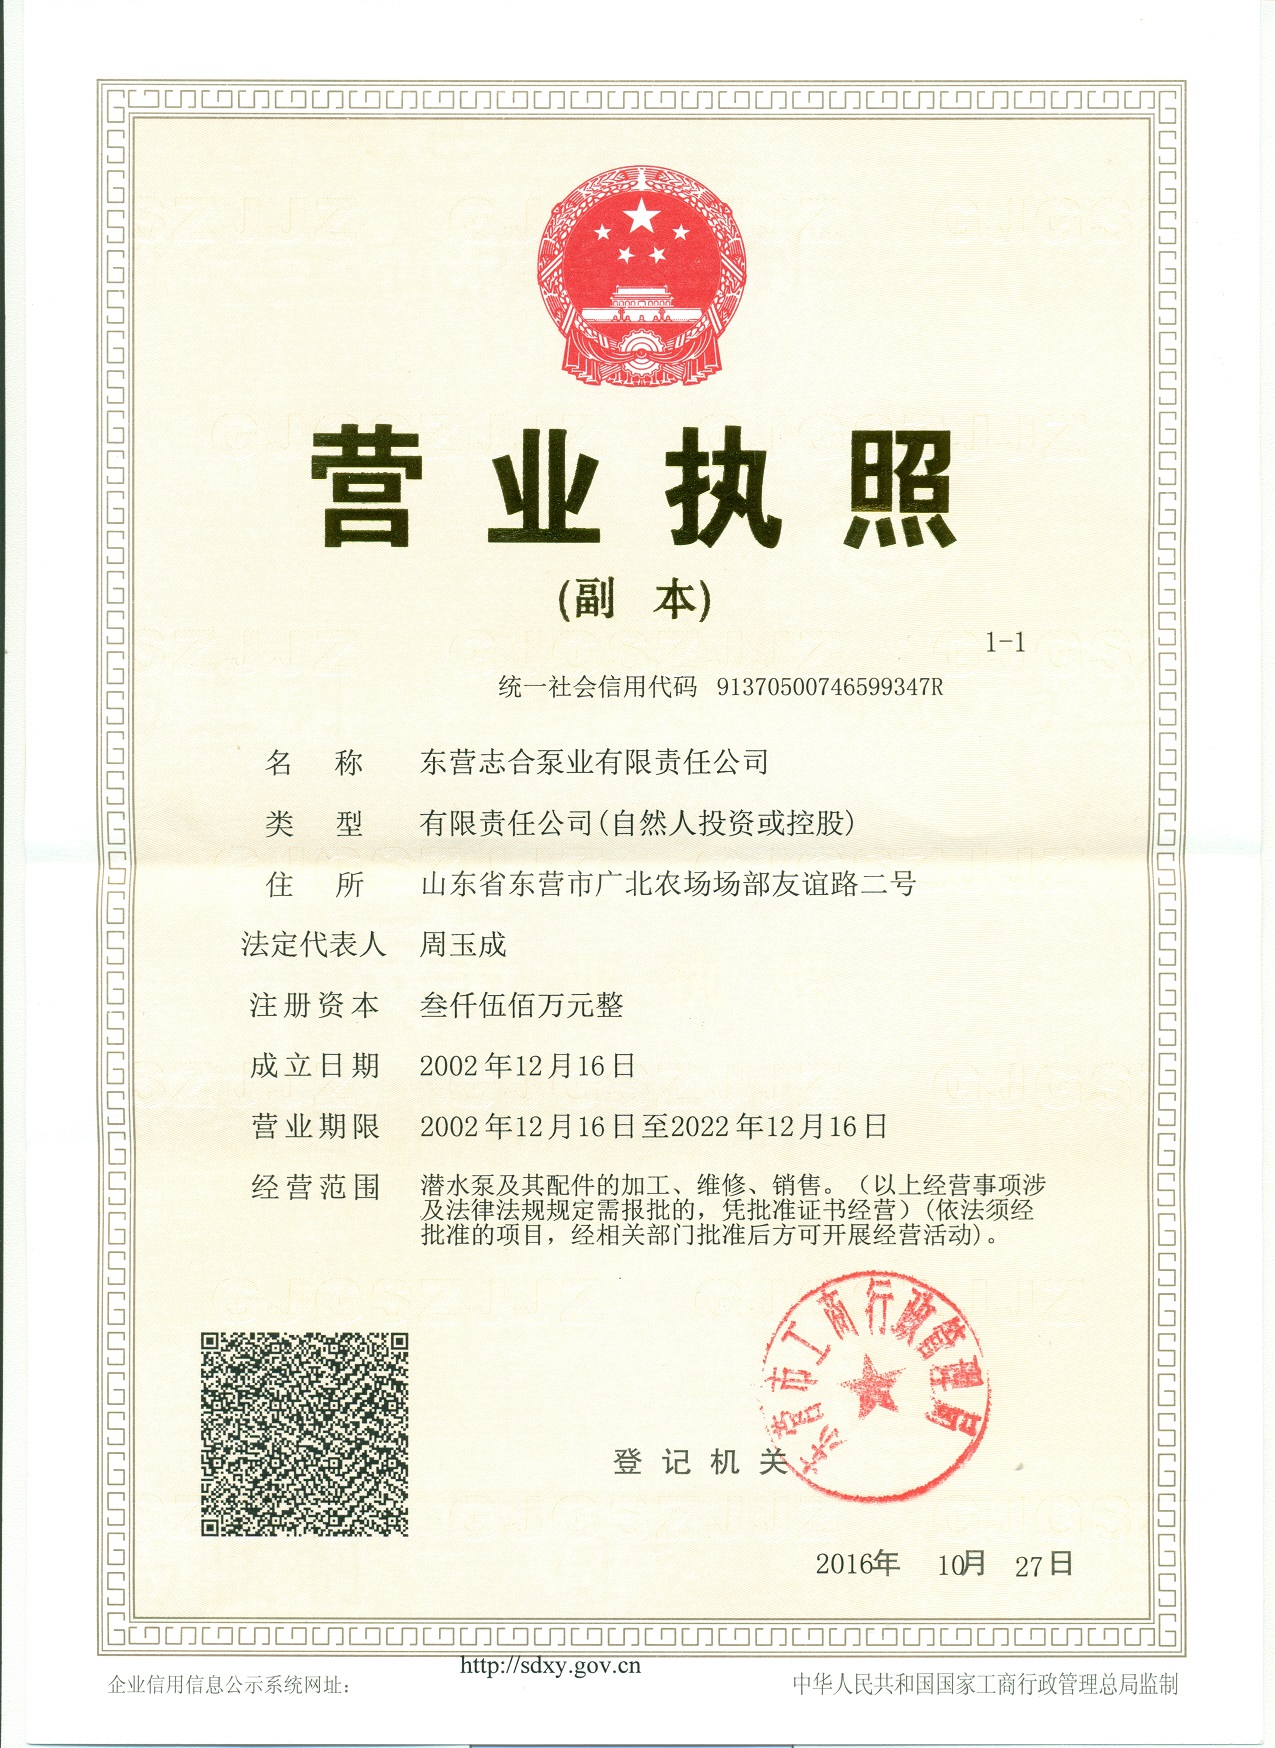 营业执照
(副 本)
1-1
统一社会信用代码 91370500746599347R
名 称 东营志合泵业有限责任公司
类 型 有限责任公司(自然人投资或控股)
住 所 山东省东营市广北农场场部友谊路二号
法定代表人 周玉成
注册资本 叁仟伍佰万元整
成立日期 2002年12月16日
营业期限 2002年12月16日至2022年12月16日
经营范围 潜水泵及其配件的加工、维修、销售。（以上经营事项涉
及法律法规规定需报批的，凭批准证书经营）(依法须经
批准的项目，经相关部门批准后方可开展经营活动)。
东营市工商行政管理局
登记机关
2016年 10月 27日
http://sdxy.gov.cn
企业信用信息公示系统网址：
中华人民共和国国家工商行政管理总局监制